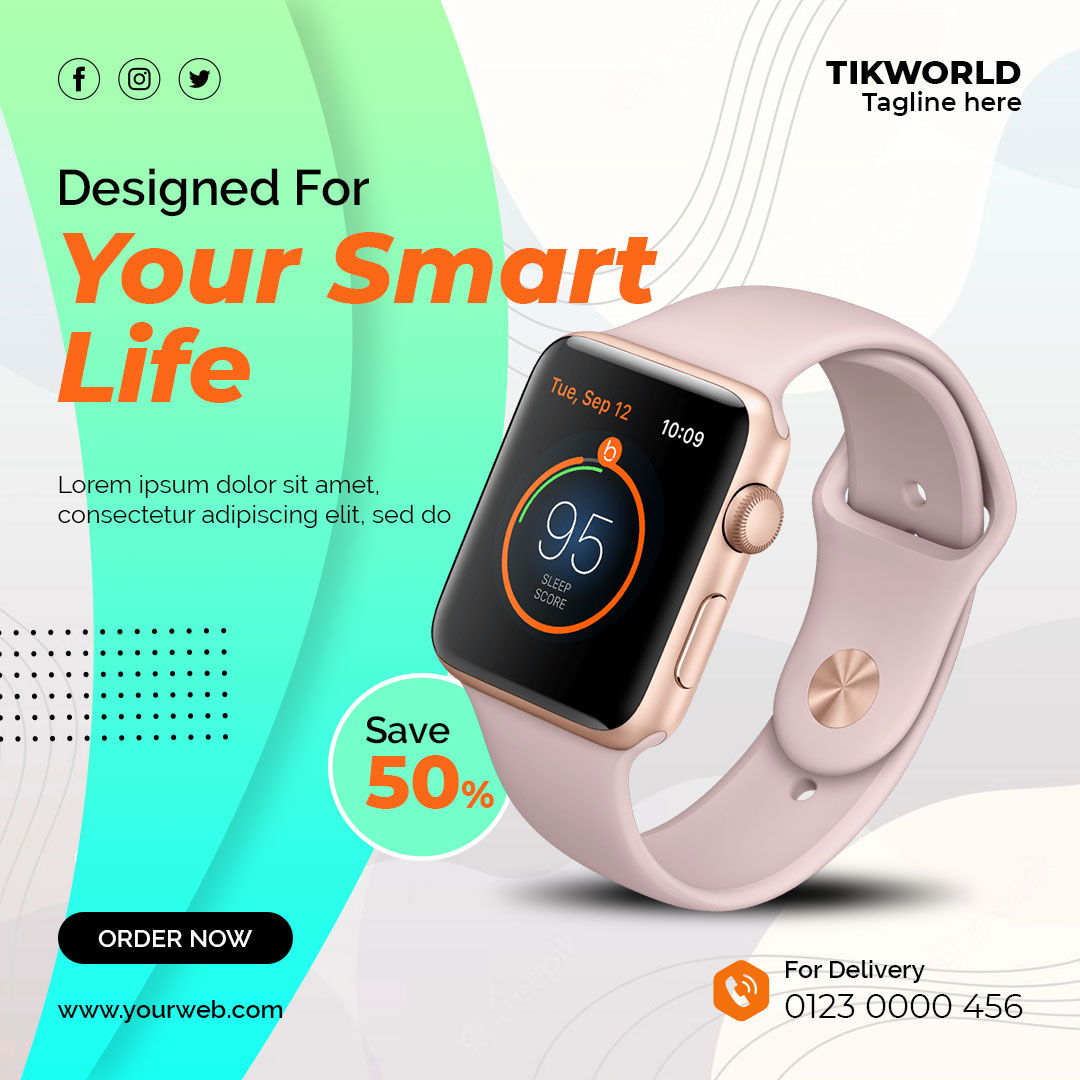 TIKWORLD
Tagline here
Designed For
Your Smart
Life
Lorem ipsum dolor sit amet,
consectetur adipiscing elit, sed do
Tue, Sep 12
10:09
b
95
SLEEP
SCORE
Save
50%
ORDER NOW
www.yourweb.com
For Delivery
0123 0000 456